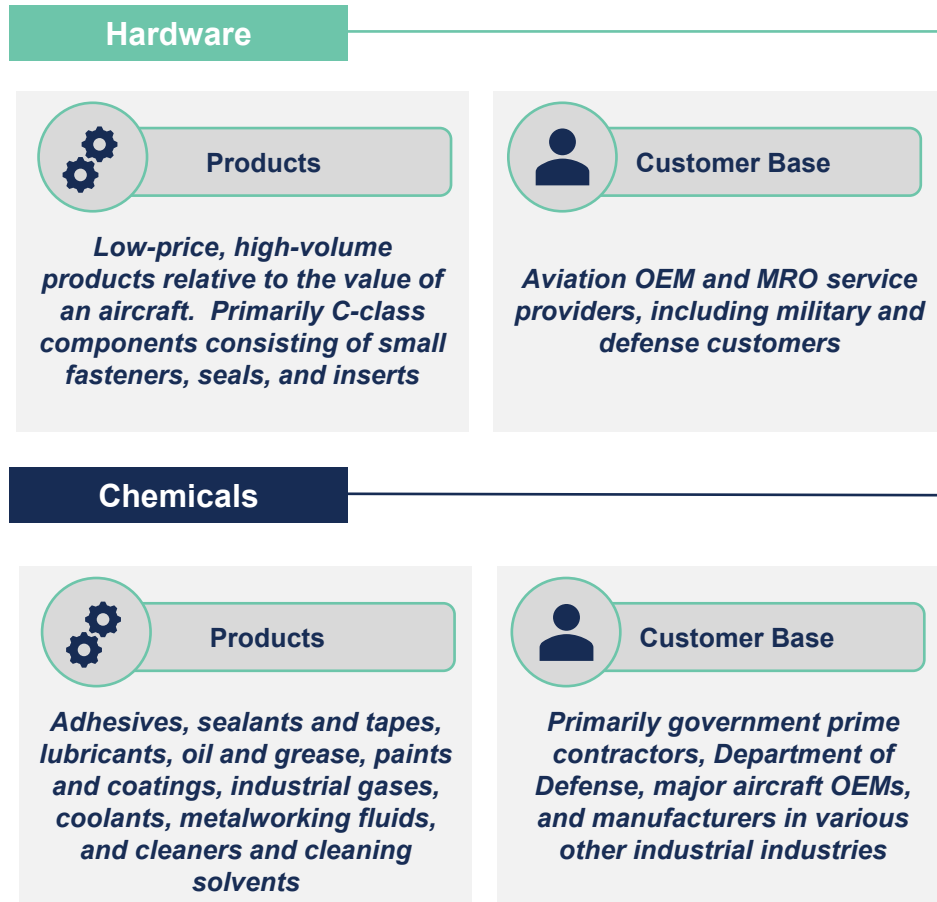 Hardware
Products
Low-price, high-volume
products relative to the value of
an aircraft.  Primarily C-class
components consisting of small
fasteners, seals, and inserts
Customer Base
Aviation OEM and MRO service
providers, including military and
defense customers
Chemicals
Products
Adhesives, sealants and tapes,
lubricants, oil and grease, paints
and coatings, industrial gases,
coolants, metalworking fluids,
and cleaners and cleaning
solvents
Customer Base
Primarily government prime
contractors, Department of
Defense, major aircraft OEMs,
and manufacturers in various
other industrial industries